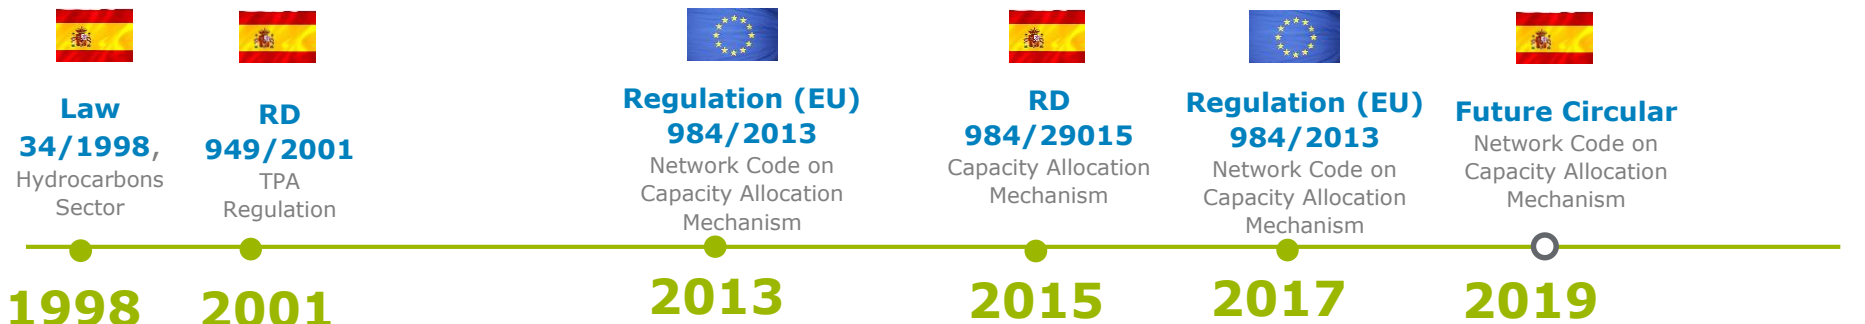 Law
34/1998,
Hydrocarbons
Sector
1998
RD
949/2001
TPA
Regulation
2001
Regulation (EU)
984/2013
Network Code on
Capacity Allocation
Mechanism
2013
RD
984/29015
Capacity Allocation
Mechanism
2015
Regulation (EU)
984/2013
Network Code on
Capacity Allocation
Mechanism
2017
Future Circular
Network Code on
Capacity Allocation
Mechanism
2019